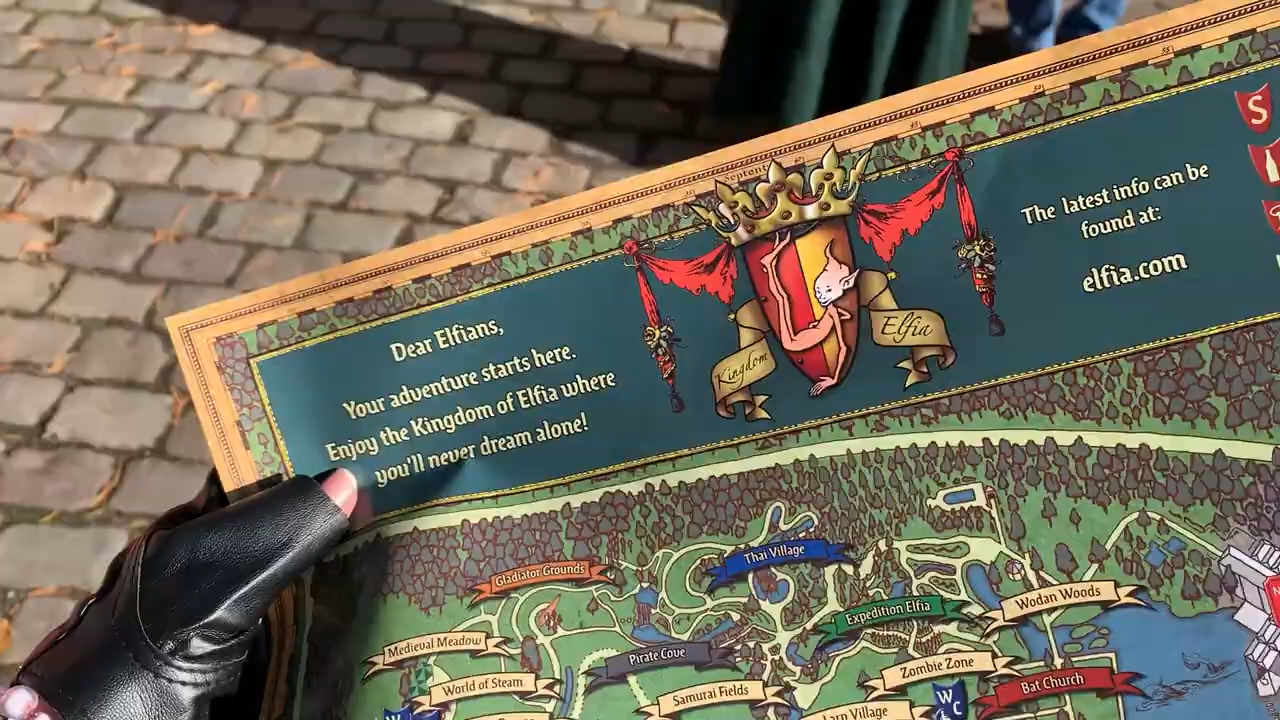 Dear Elfians,
Your adventure starts here.
Enjoy the Kingdom of Elfia where
you'll never dream alone!
Kingdom
Elfia
The latest info can be
found at:
elfia.com
S
Gladiator Grounds
Thai Village
Expedition Elfia
Wodan Woods
Medieval Meadow
Pirate Cove
Zombie Zone
World of Steam
Samurai Fields
Bat Church
Larp Village
WC